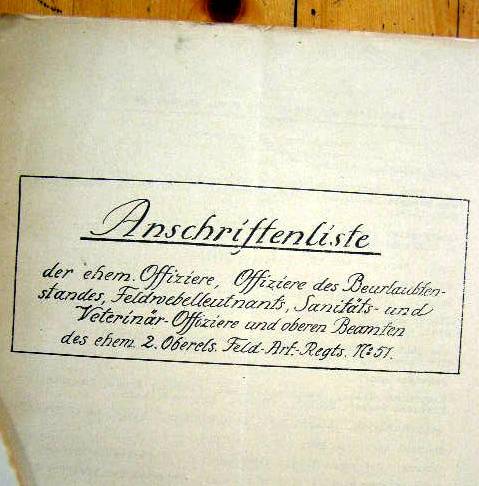 Anschriftenliste
der ehem. Offiziere, Offiziere des Beurlaubten-
standes, Feldwebelleutnants, Sanitäts- und
Veterinär-Offiziere und oberen Beamten
des ehem. 2. Oberels. Feld-Art.-Regts. No 51.